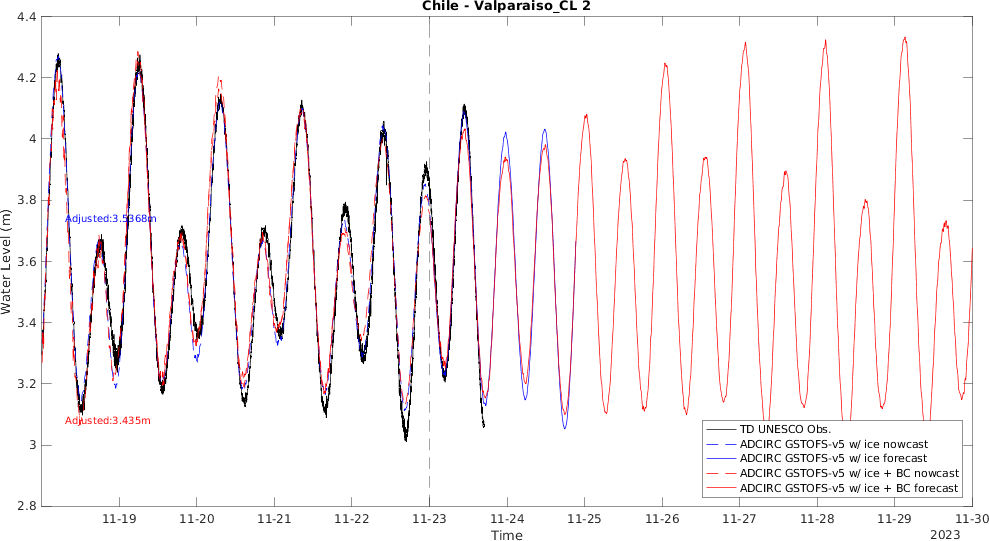 Chile - Valparaiso_CL 2
4.4
4.2
4
3.8
3.6
3.4
3.2
3
2.8
Water Level (m)
Adjusted:3.5368m
Adjusted:3.435m
TD UNESCO Obs.
ADCIRC GSTOFS-v5 w/ ice nowcast
ADCIRC GSTOFS-v5 w/ ice forecast
ADCIRC GSTOFS-v5 w/ ice + BC nowcast
ADCIRC GSTOFS-v5 w/ ice + BC forecast
11-19 11-20 11-21 11-22 11-23 11-24 11-25 11-26 11-27 11-28 11-29 11-30
Time
2023